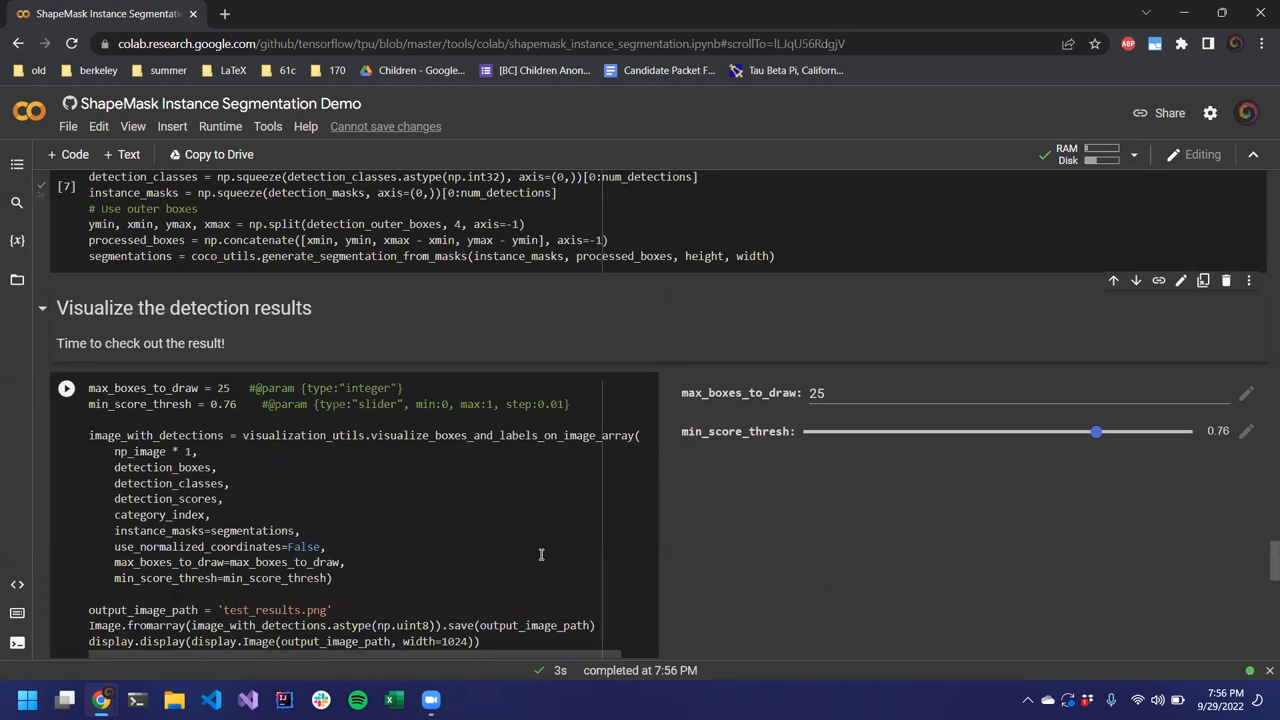 ShapeMask Instance Segmentati
colab.research.google.com/github/tensorflow/tpu/blob/master/tools/colab/shapemask_instance_segmentation.ipynb#scrollTo=lLJqU56RdgjV
ABP
old
berkeley
summer
LaTeX
61c
170
Children - Google...
[BC] Children Anon...
Candidate Packet F...
Tau Beta Pi, Californ...
ShapeMask Instance Segmentation Demo
File Edit View Insert Runtime Tools Help Cannot save changes
Share
+ Code + Text Copy to Drive
RAM
Disk
Editing
[7]
detection_classes = np.squeeze(detection_classes.astype(np.int32), axis=(0,))[0:num_detections]
instance_masks = np.squeeze(detection_masks, axis=(0,))[0:num_detections]
# Use outer boxes
ymin, xmin, ymax, xmax = np.split(detection_outer_boxes, 4, axis=-1)
processed_boxes = np.concatenate([xmin, ymin, xmax - xmin, ymax - ymin], axis=-1)
segmentations = coco_utils.generate_segmentation_from_masks(instance_masks, processed_boxes, height, width)
{x}
Visualize the detection results
Time to check out the result!
max_boxes_to_draw = 25 #@param {type:"integer"}
min_score_thresh = 0.76 #@param {type:"slider", min:0, max:1, step:0.01}
image_with_detections = visualization_utils.visualize_boxes_and_labels_on_image_array(
np_image * 1,
detection_boxes,
detection_classes,
detection_scores,
category_index,
instance_masks=segmentations,
use_normalized_coordinates=False,
max_boxes_to_draw=max_boxes_to_draw,
min_score_thresh=min_score_thresh)
output_image_path = 'test_results.png'
Image.fromarray(image_with_detections.astype(np.uint8)).save(output_image_path)
display.display(display.Image(output_image_path, width=1024))
max_boxes_to_draw: 25
min_score_thresh: 0.76
3s completed at 7:56 PM
7:56 PM
9/29/2022